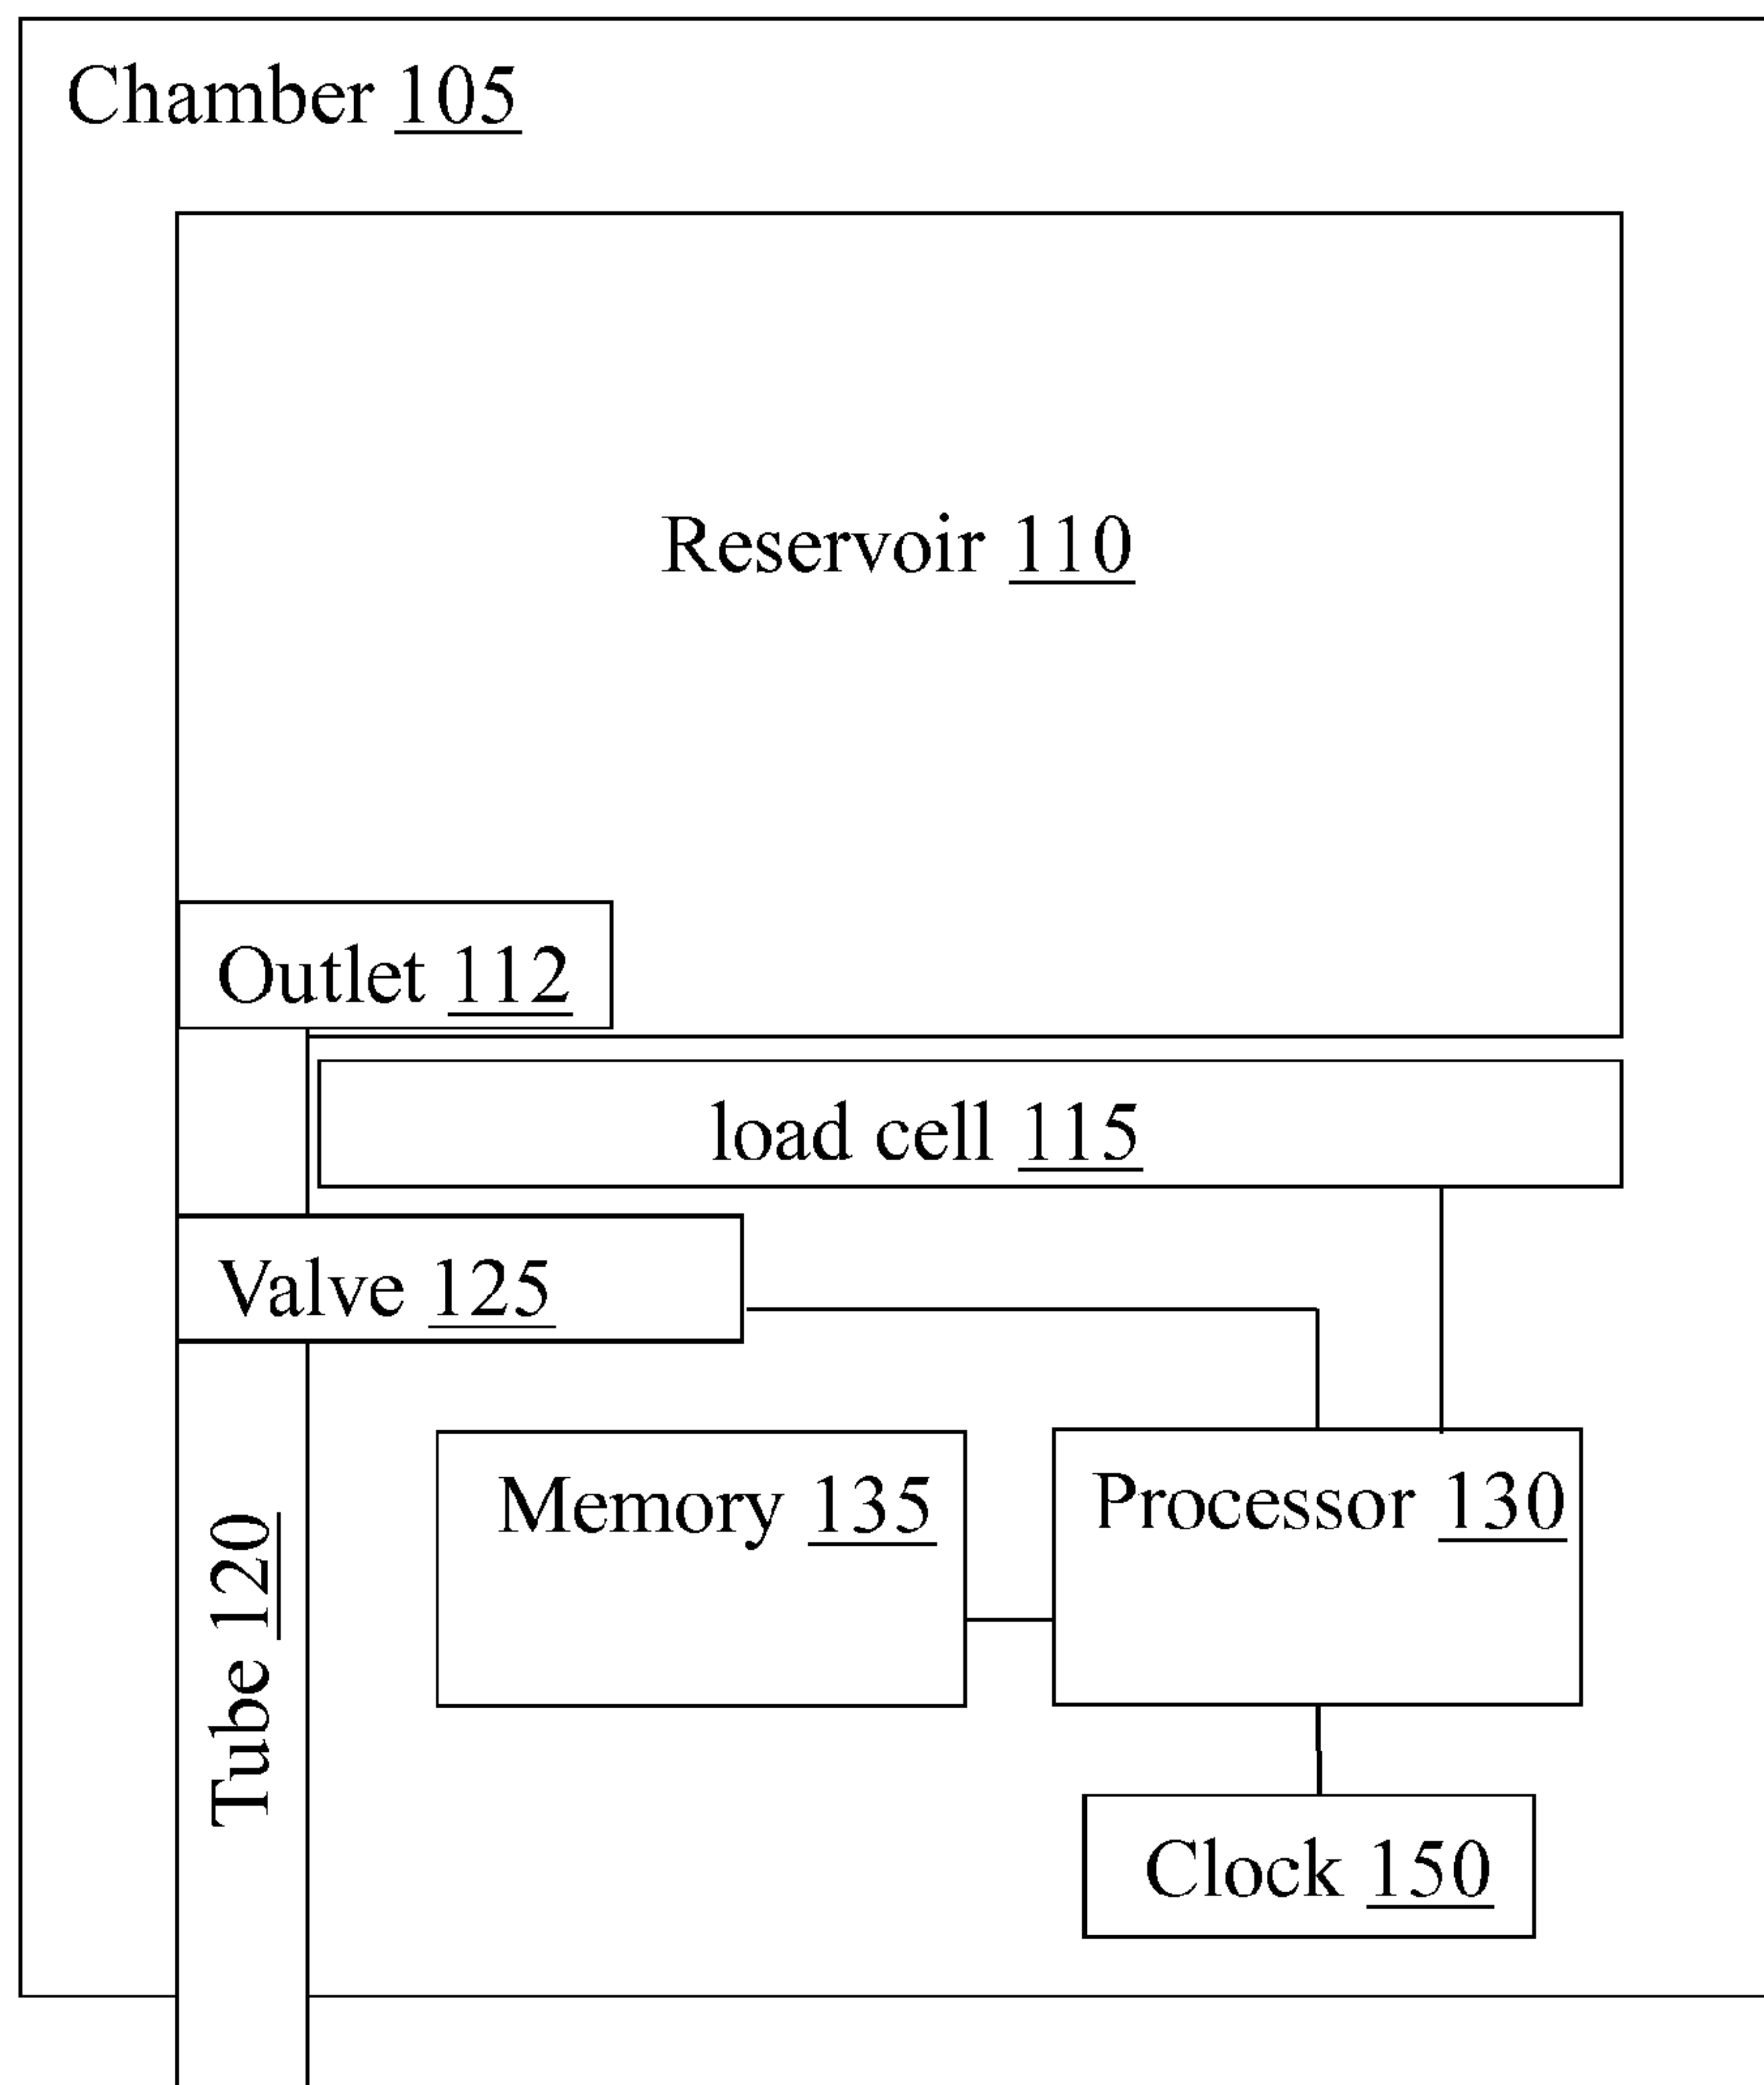 Chamber 105
Reservoir 110
Outlet 112
load cell 115
Valve 125
Memory 135
Processor 130
Tube 120
Clock 150